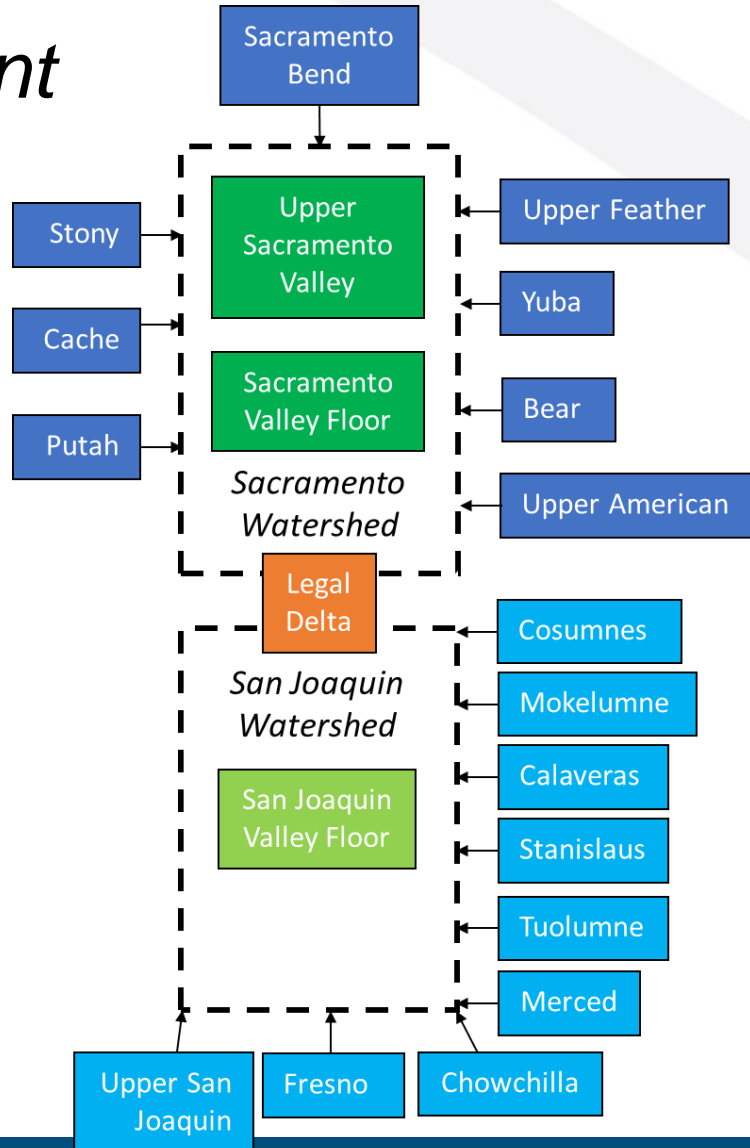 nt
Sacramento
Bend
Stony
Cache
Putah
Upper
Sacramento
Valley
Sacramento
Valley Floor
Sacramento
Watershed
Upper Feather
Yuba
Bear
Upper American
Legal
Delta
San Joaquin
Watershed
San Joaquin
Valley Floor
Cosumnes
Mokelumne
Calaveras
Stanislaus
Tuolumne
Merced
Upper San
Joaquin
Fresno
Chowchilla